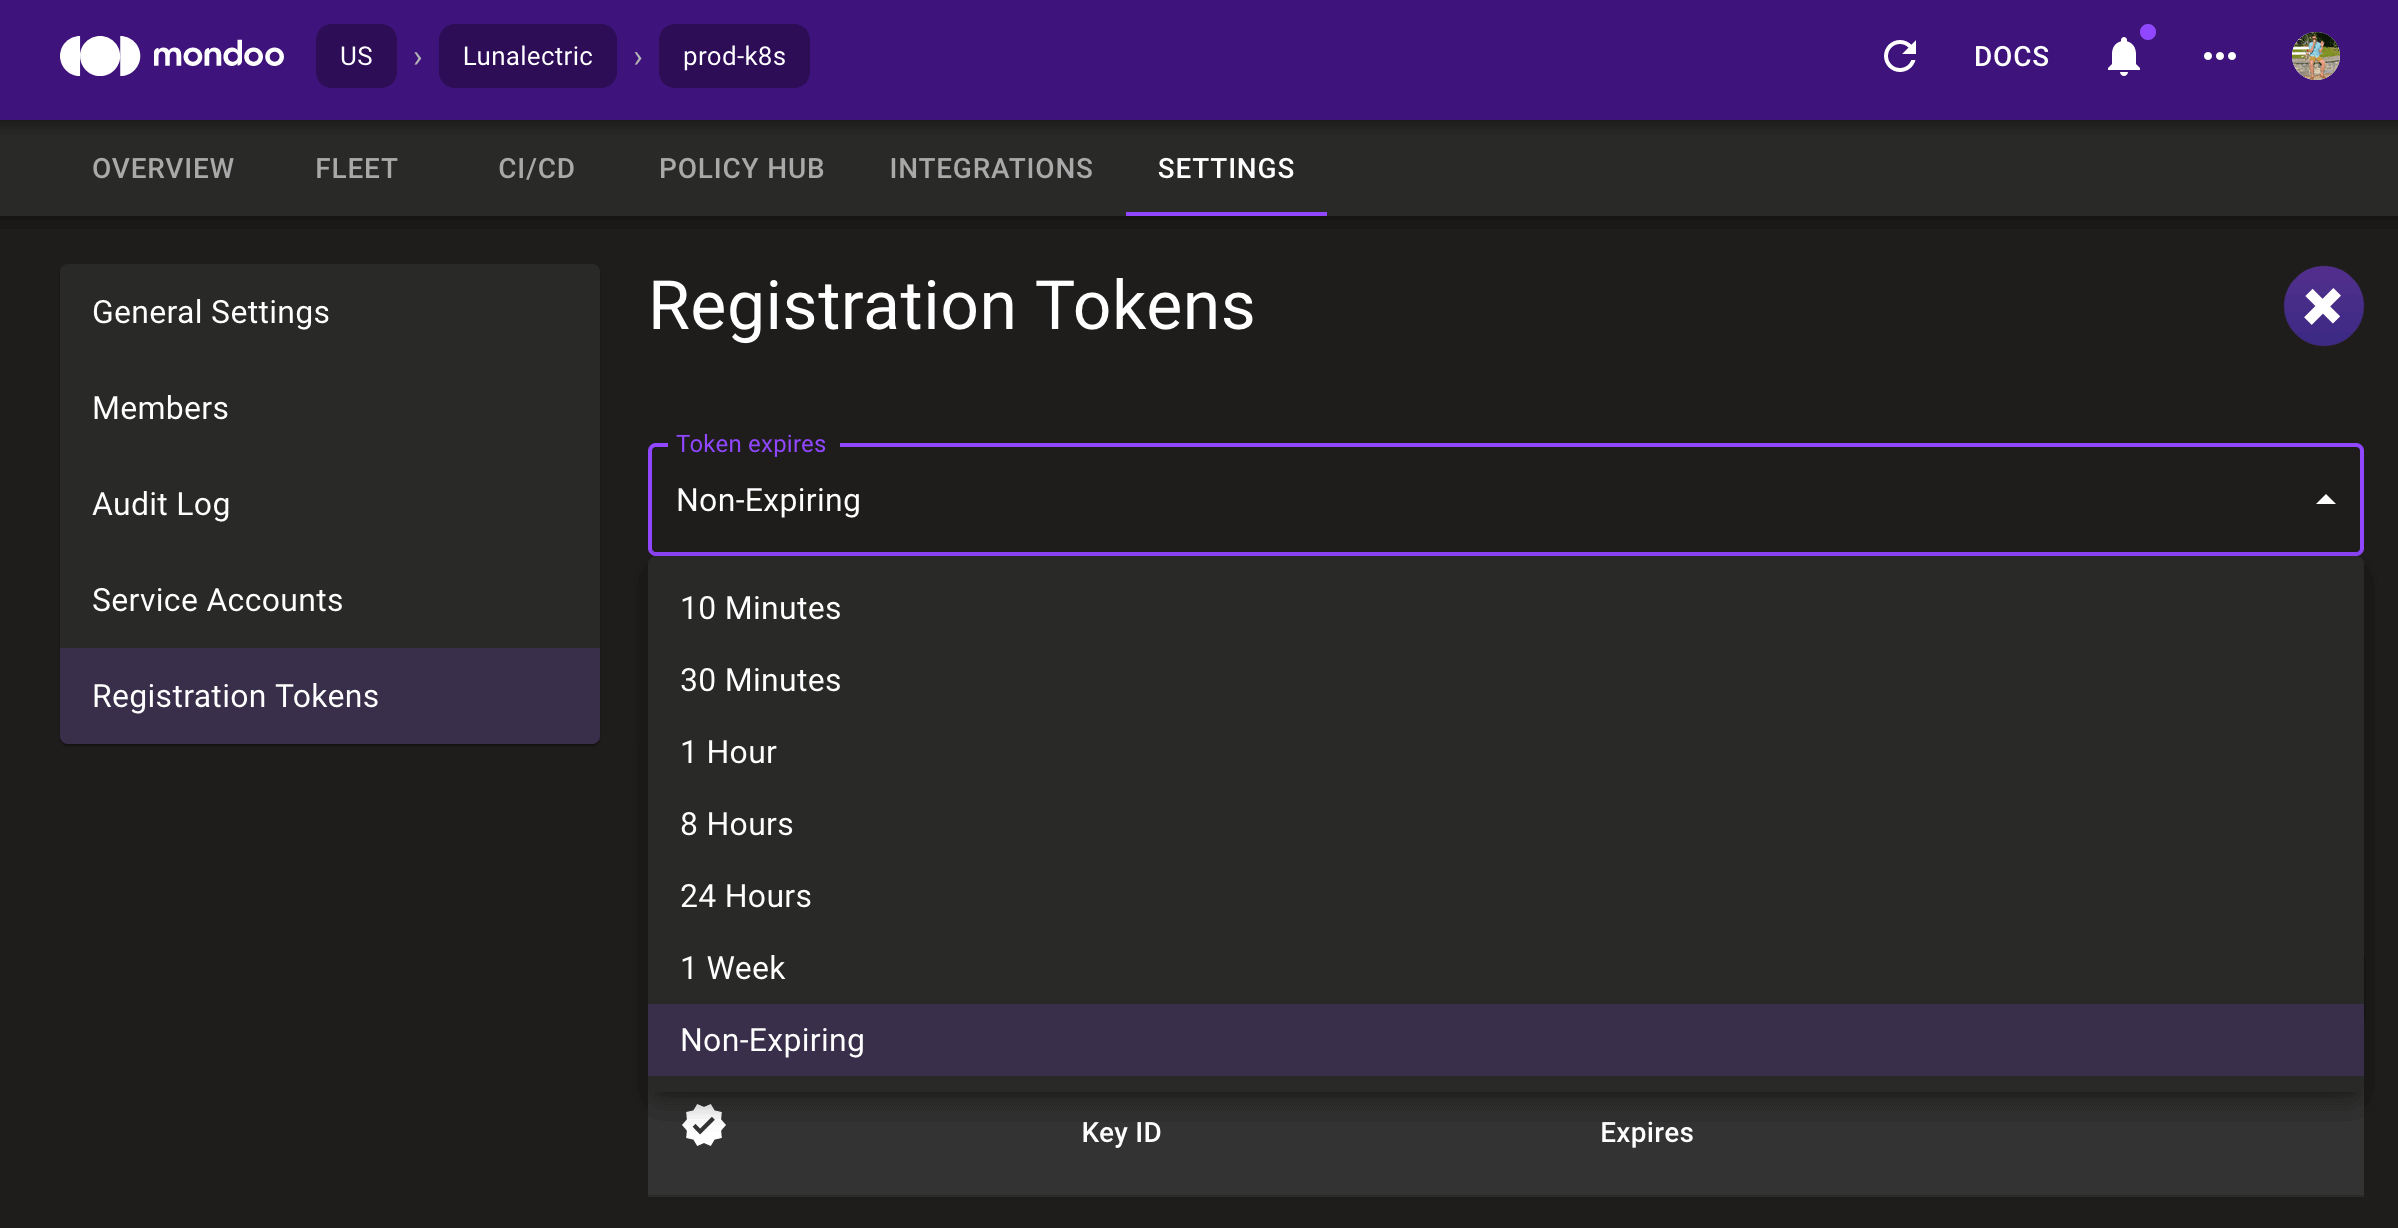 mondoo
US › Lunalectric › prod-k8s
DOCS
OVERVIEW FLEET CI/CD POLICY HUB INTEGRATIONS SETTINGS
General Settings
Members
Audit Log
Service Accounts
Registration Tokens
Registration Tokens
Token expires
Non-Expiring
10 Minutes
30 Minutes
1 Hour
8 Hours
24 Hours
1 Week
Non-Expiring
Key ID Expires